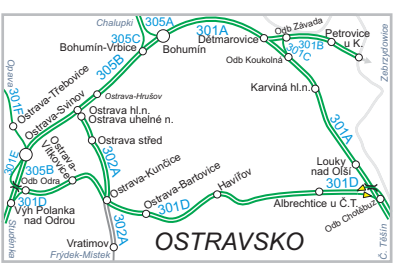 Chalupki
305A
301A
Odb Závada
Petrovice
u K.
305C
Bohumín-Vrbice
Bohumín
Dětmarovice
301B
301C
Odb Koukolná
Zebrzydowice
Opava
301F
Ostrava-Třebovice
305B
Ostrava-Svinov
Ostrava-Hrušov
Karviná hl.n.
Ostrava hl.n.
Ostrava uhelné n.
301A
Ostrava střed
301E
305B
Ostrava-
Vítkovice
Odb Odra
302A
Louky
nad Olší
301D
Ostrava-Kunčice
Ostrava-Bartovice
Havířov
301D
301D
Albrechtice u Č.T.
Odb Chotěbuz
Výh Polanka
nad Odrou
Studénka
302A
Vratimov
Frýdek-Místek
OSTRAVSKO
Č. Těšín